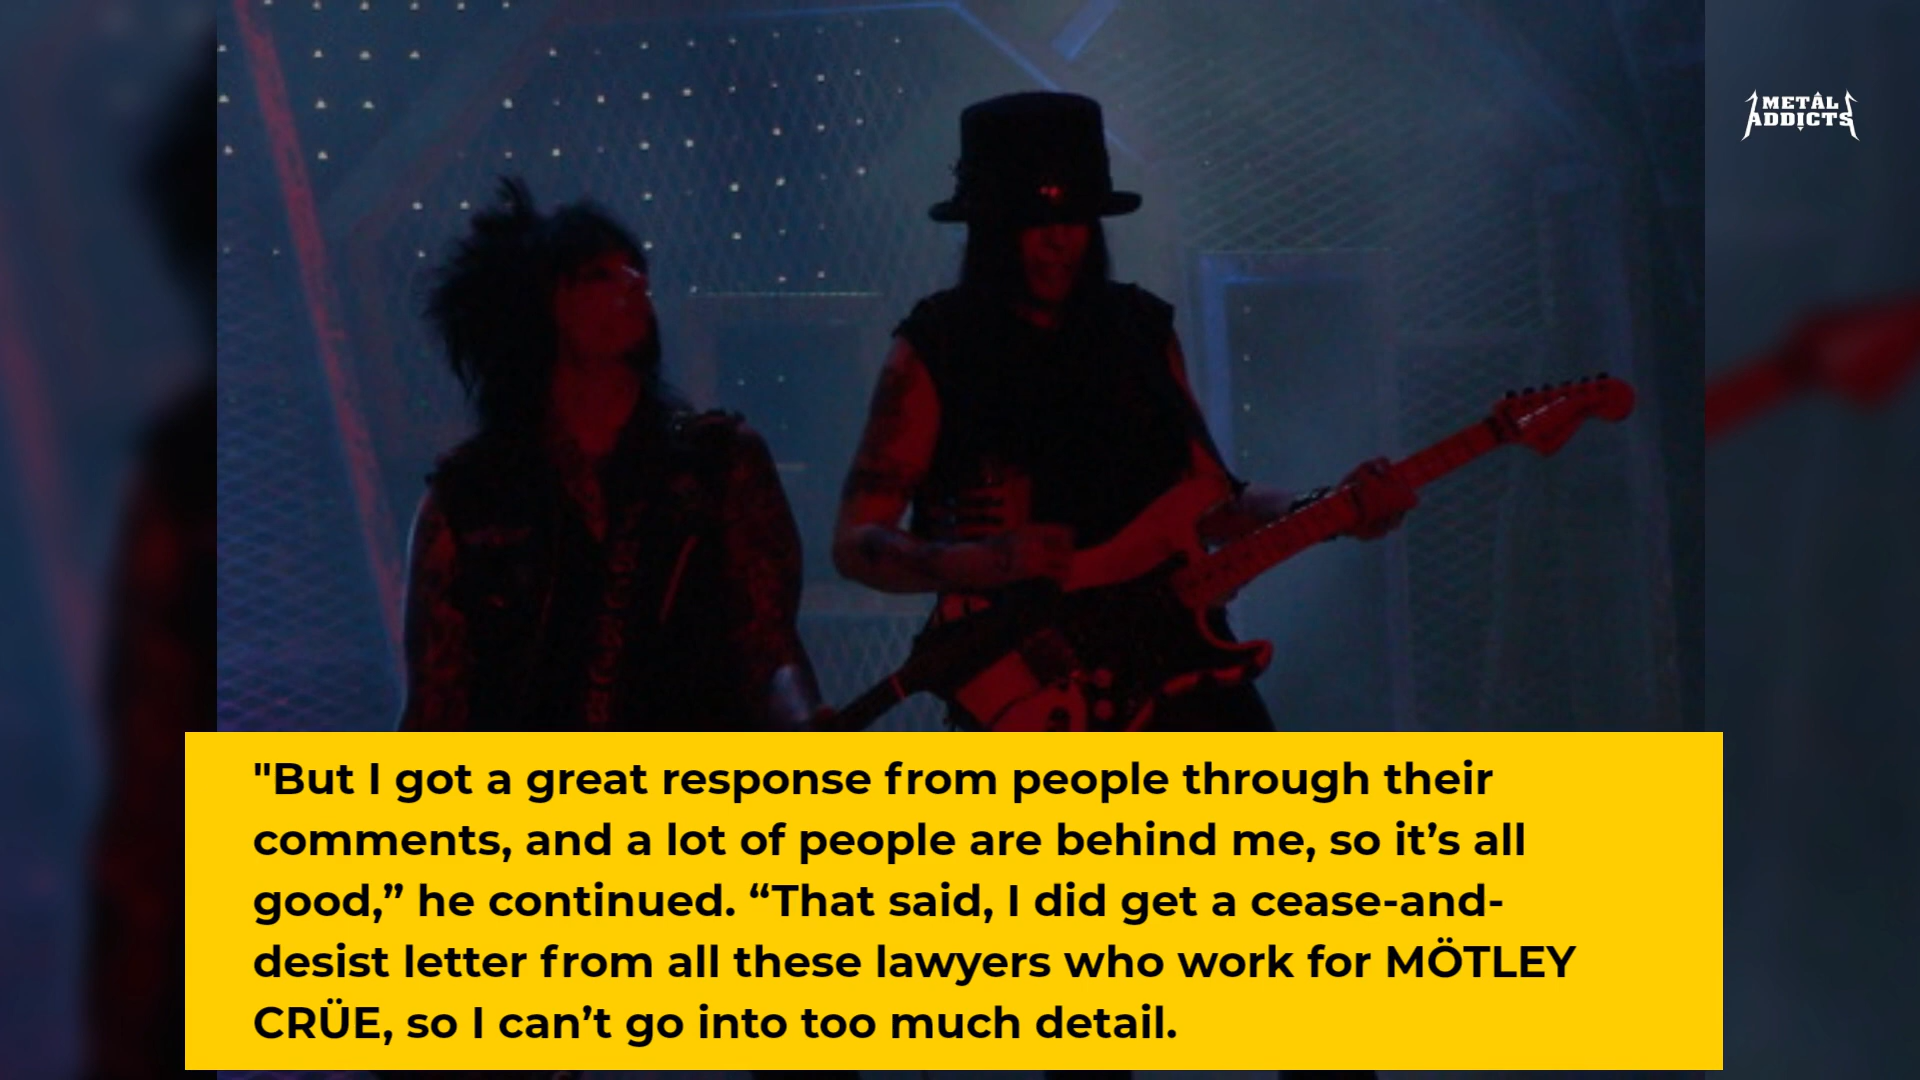 METAL
ADDICTS
"But I got a great response from people through their
comments, and a lot of people are behind me, so it’s all
good,” he continued. “That said, I did get a cease-and-
desist letter from all these lawyers who work for MÖTLEY
CRÜE, so I can’t go into too much detail.